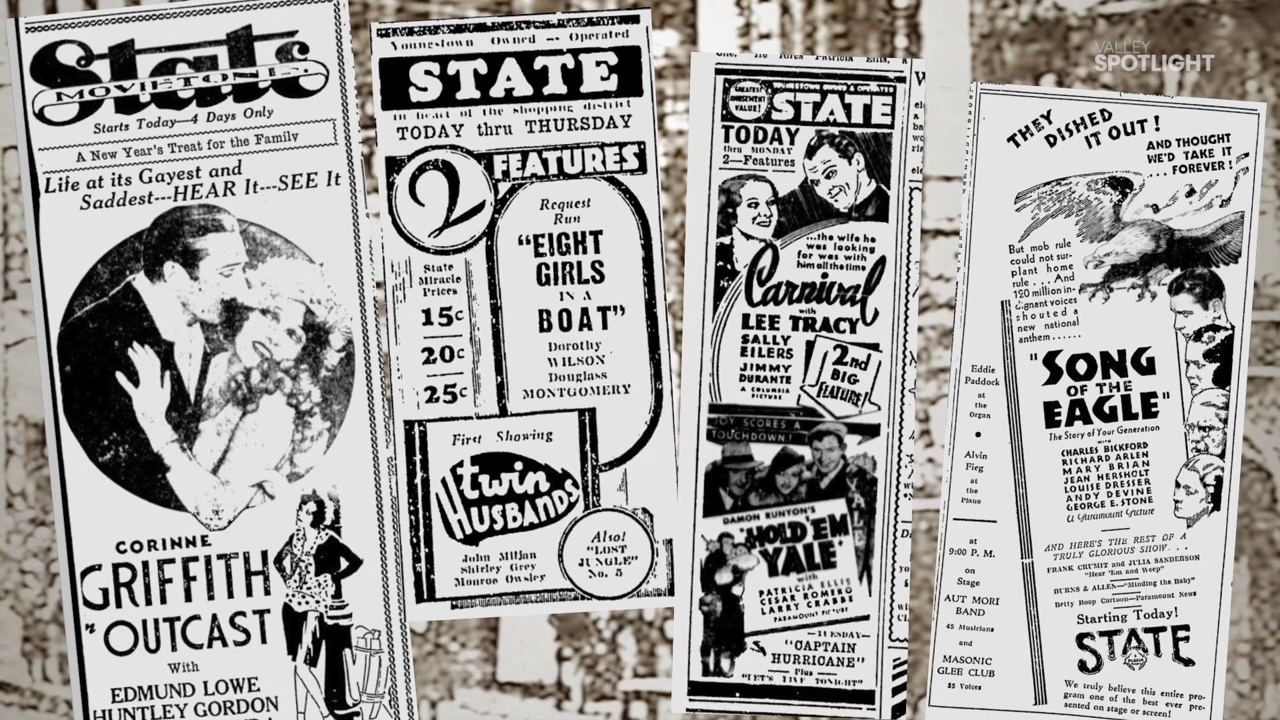 State
MOVIETONE
Starts Today—4 Days Only
A New Year's Treat for the Family
Life at its Gayest and
Saddest---HEAR It---SEE It
CORINNE
GRIFFITH
OUTCAST
With
EDMUND LOWE
HUNTLEY GORDON
Youngstown Owned -- Operated
STATE
in heart of the shopping district
TODAY thru THURSDAY
2 FEATURES
Request
Run
"EIGHT
GIRLS
IN A
BOAT"
Dorothy
WILSON
Douglass
MONTGOMERY
State
Miracle
Prices
15c
20c
25c
First Showing
twin
HUSBANDS
John Miljan
Shirley Grey
Monroe Owsley
Also!
"LOST
JUNGLE"
No. 5
GREATEST
AMUSEMENT
VALUE!
OWNED & OPERATED
STATE
TODAY
thru MONDAY
2—Features
...the wife he
was looking
for was with
him all the time
Carnival
with
LEE TRACY
SALLY
EILERS
JIMMY
DURANTE
A COLUMBIA
PICTURE
2nd
BIG
FEATURE!
JOY SCORES A
TOUCHDOWN!
DAMON RUNYON'S
"HOLD 'EM
YALE"
with
PATRICIA ELLIS
CESAR ROMERO
LARRY CRABBE
PARAMOUNT PICTURE
"CAPTAIN
HURRICANE"
Plus
"LET'S LIVE TONIGHT"
VALLEY
SPOTLIGHT
THEY
DISHED
IT OUT!
AND THOUGHT
WE'D TAKE IT
... FOREVER!
But mob rule
could not sur-
plant home
rule . . . And
120 million in-
dignant voices
shouted a
new national
anthem......
"SONG
OF THE
EAGLE"
The Story of Your Generation
with
CHARLES BICKFORD
RICHARD ARLEN
MARY BRIAN
JEAN HERSHOLT
LOUISE DRESSER
ANDY DEVINE
GEORGE E. STONE
a Paramount Picture
Eddie
Paddock
at
the
Organ
Alvin
Fieg
at
the
Piano
at
9:00 P. M.
on
Stage
AUT MORI
BAND
45 Musicians
and
MASONIC
GLEE CLUB
35 Voices
AND HERE'S THE REST OF A
TRULY GLORIOUS SHOW. . .
FRANK CRUMIT and JULIA SANDERSON
"Hear 'Em and Weep"
BURNS & ALLEN—"Minding the Baby"
Betty Boop Cartoon—Paramount News
Starting Today!
STATE
We truly believe this entire pro-
gram one of the best ever pre-
sented on stage or screen!